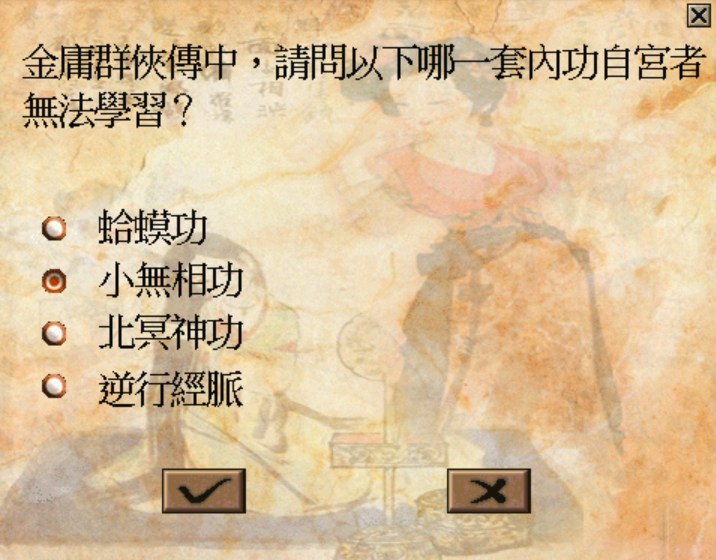 金庸群俠傳中，請問以下哪一套內功自宮者
無法學習？
蛤蟆功
小無相功
北冥神功
逆行經脈